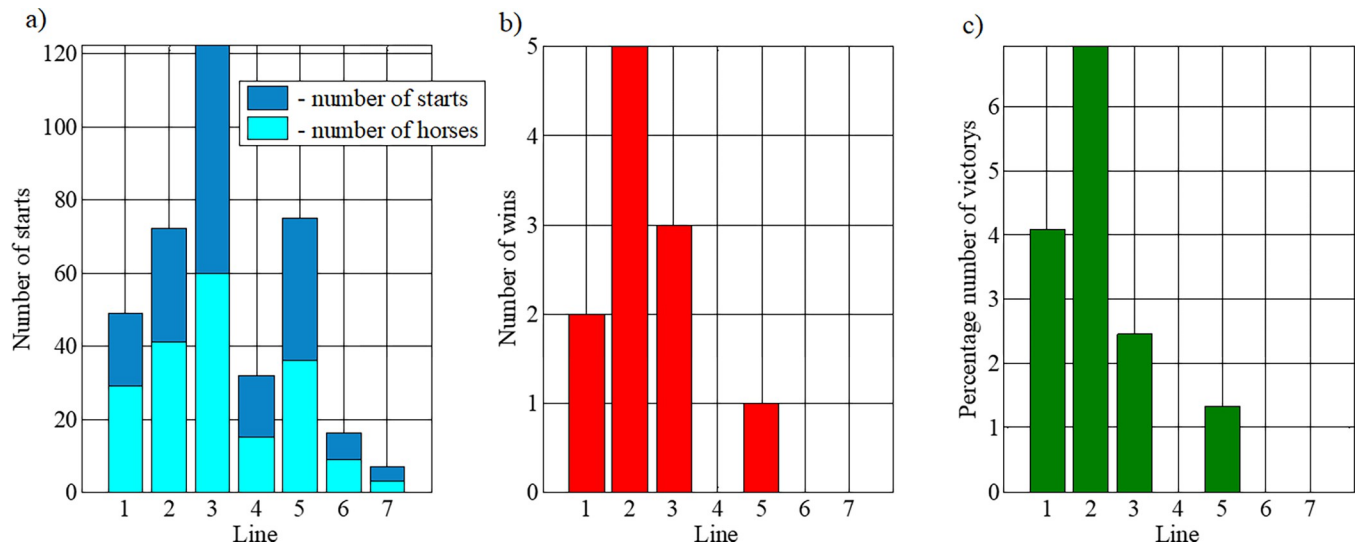 a)
Number of starts
120
100
80
60
40
20
0
- number of starts
- number of horses
1 2 3 4 5 6 7
Line
b)
Number of wins
5
5
3
2
1
0
1 2 3 4 5 6 7
Line
c)
Percentage number of victorys
6
5
4
3
2
1
0
1 2 3 4 5 6 7
Line